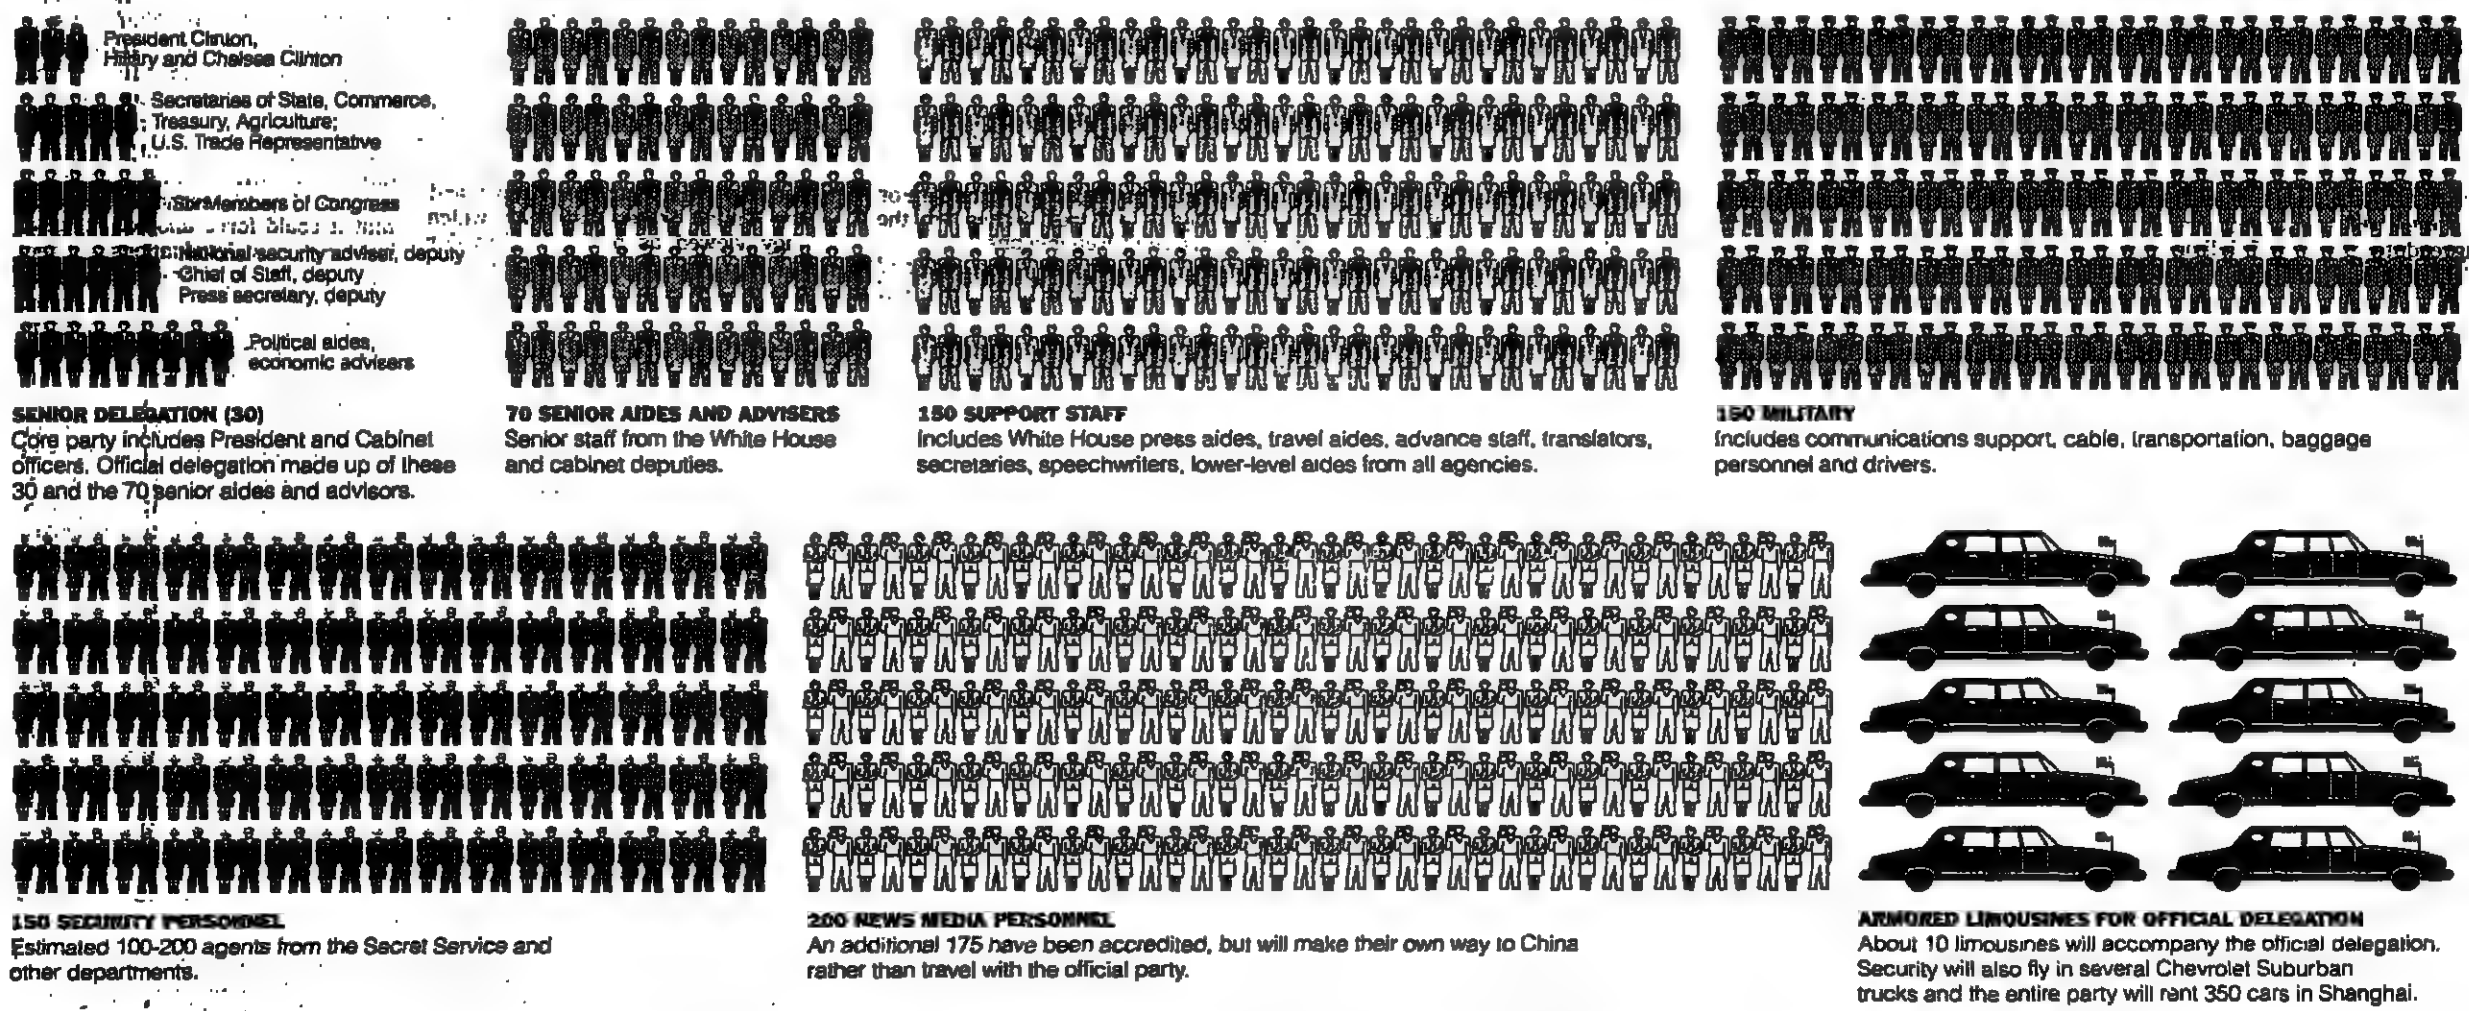 President Clinton,
Hillary and Chelsea Clinton
Secretaries of State, Commerce,
Treasury, Agriculture;
U.S. Trade Representative
Six Members of Congress
National security adviser, deputy
Chief of Staff, deputy
Press secretary, deputy
Political aides,
economic advisers
SENIOR DELEGATION (30)
Core party includes President and Cabinet
officers. Official delegation made up of these
30 and the 70 senior aides and advisors.
70 SENIOR AIDES AND ADVISERS
Senior staff from the White House
and cabinet deputies.
150 SUPPORT STAFF
Includes White House press aides, travel aides, advance staff, translators,
secretaries, speechwriters, lower-level aides from all agencies.
150 MILITARY
Includes communications support, cable, transportation, baggage
personnel and drivers.
150 SECURITY PERSONNEL
Estimated 100-200 agents from the Secret Service and
other departments.
200 NEWS MEDIA PERSONNEL
An additional 175 have been accredited, but will make their own way to China
rather than travel with the official party.
ARMORED LIMOUSINES FOR OFFICIAL DELEGATION
About 10 limousines will accompany the official delegation.
Security will also fly in several Chevrolet Suburban
trucks and the entire party will rent 350 cars in Shanghai.